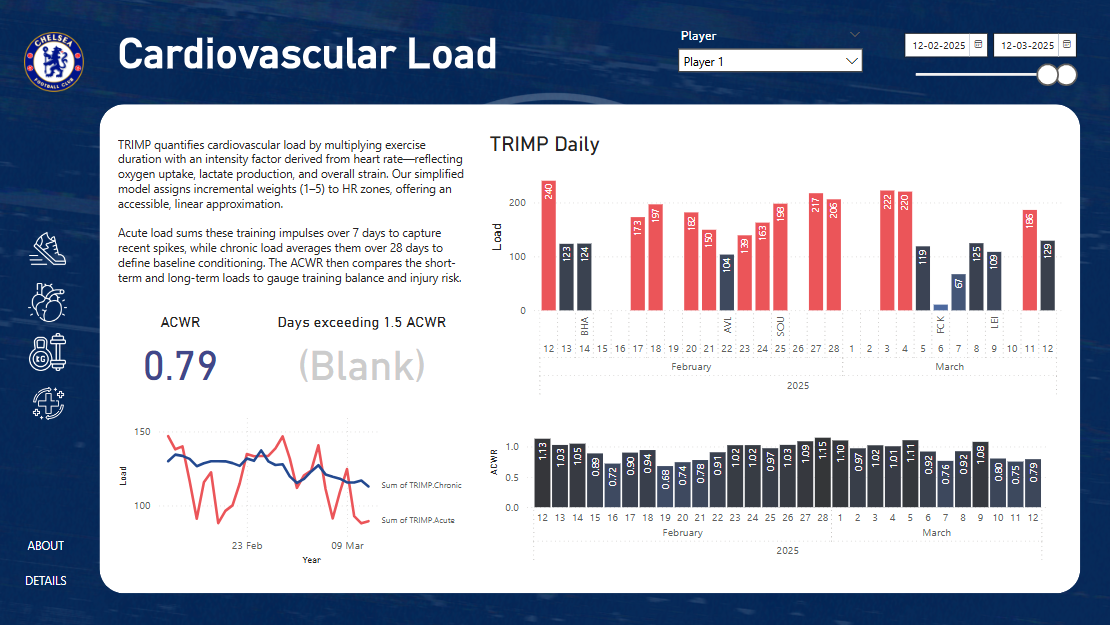 CHELSEA
FOOTBALL CLUB
Cardiovascular Load
Player
Player 1
12-02-2025
12-03-2025
TRIMP quantifies cardiovascular load by multiplying exercise
duration with an intensity factor derived from heart rate—reflecting
oxygen uptake, lactate production, and overall strain. Our simplified
model assigns incremental weights (1–5) to HR zones, offering an
accessible, linear approximation.
Acute load sums these training impulses over 7 days to capture
recent spikes, while chronic load averages them over 28 days to
define baseline conditioning. The ACWR then compares the short-
term and long-term loads to gauge training balance and injury risk.
ACWR
Days exceeding 1.5 ACWR
0.79
(Blank)
150
100
Load
Sum of TRIMP.Chronic
Sum of TRIMP.Acute
23 Feb
09 Mar
Year
TRIMP Daily
Load
200
100
0
240
123
124
173
197
182
150
104
139
163
198
217
206
222
220
119
67
125
109
186
129
BHA
AVL
SOU
FCK
LEI
12 13 14 15 16 17 18 19 20 21 22 23 24 25 26 27 28 1 2 3 4 5 6 7 8 9 10 11 12
February
March
2025
ACWR
1.0
0.5
0.0
1.13
1.03
1.05
0.89
0.72
0.90
0.94
0.68
0.74
0.78
0.91
1.02
1.02
0.97
1.03
1.09
1.15
1.10
0.97
1.02
1.01
1.11
0.92
0.76
0.92
1.08
0.80
0.75
0.79
12 13 14 15 16 17 18 19 20 21 22 23 24 25 26 27 28 1 2 3 4 5 6 7 8 9 10 11 12
February
March
2025
KG
ABOUT
DETAILS